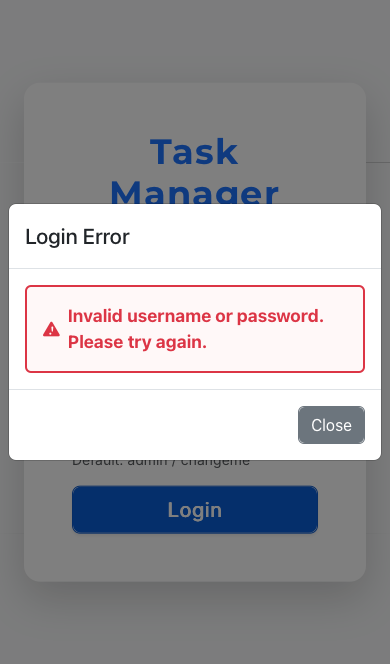 Task
Manager
Login Error
Invalid username or password.
Please try again.
Close
Default: admin / changeme
Login